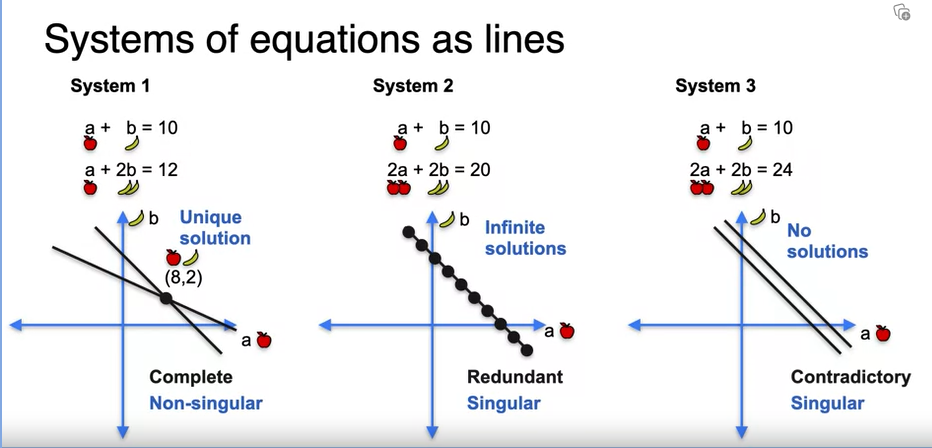 Systems of equations as lines
System 1
a + b = 10
a + 2b = 12
b
Unique
solution
(8,2)
a
Complete
Non-singular
System 2
a + b = 10
2a + 2b = 20
b
Infinite
solutions
a
Redundant
Singular
System 3
a + b = 10
2a + 2b = 24
b
No
solutions
a
Contradictory
Singular